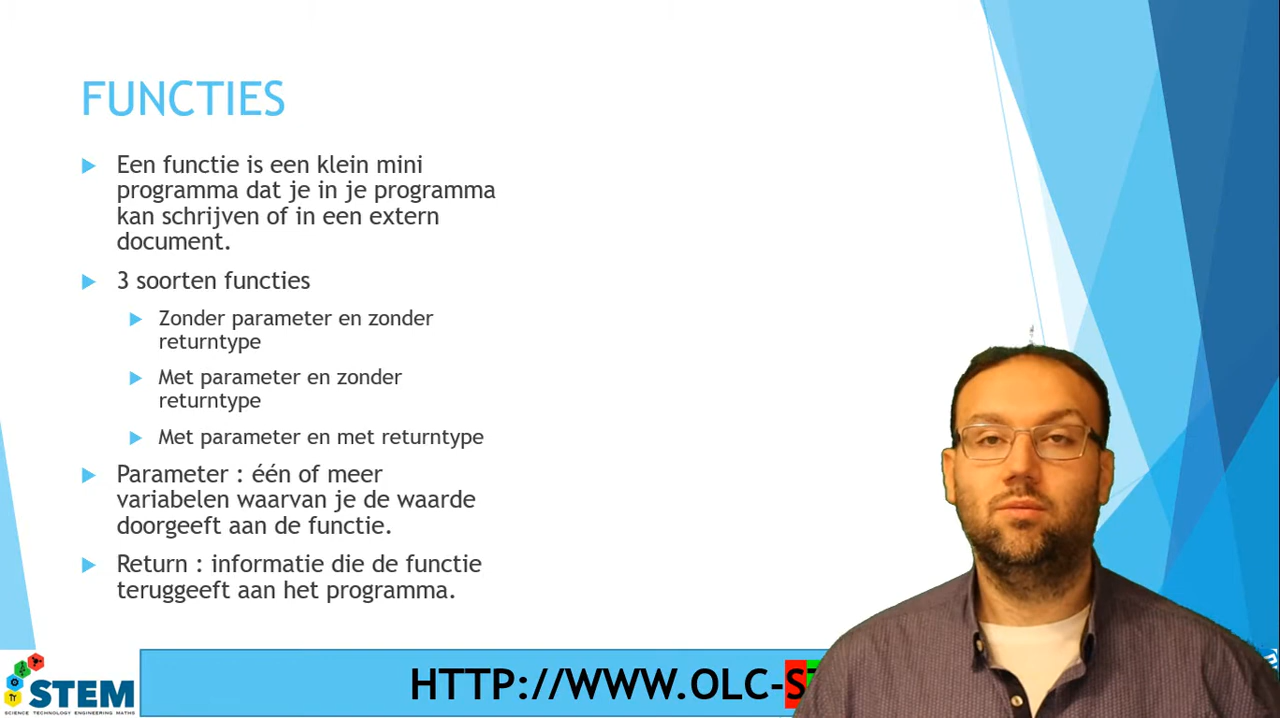 FUNCTIES
Een functie is een klein mini
programma dat je in je programma
kan schrijven of in een extern
document.
3 soorten functies
Zonder parameter en zonder
returntype
Met parameter en zonder
returntype
Met parameter en met returntype
Parameter : één of meer
variabelen waarvan je de waarde
doorgeeft aan de functie.
Return : informatie die de functie
teruggeeft aan het programma.
STEM
SCIENCE TECHNOLOGY ENGINEERING MATHS
HTTP://WWW.OLC-S